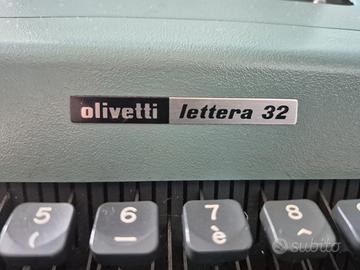 olivetti lettera 32
5 6 7 8
( _ è ^
subito